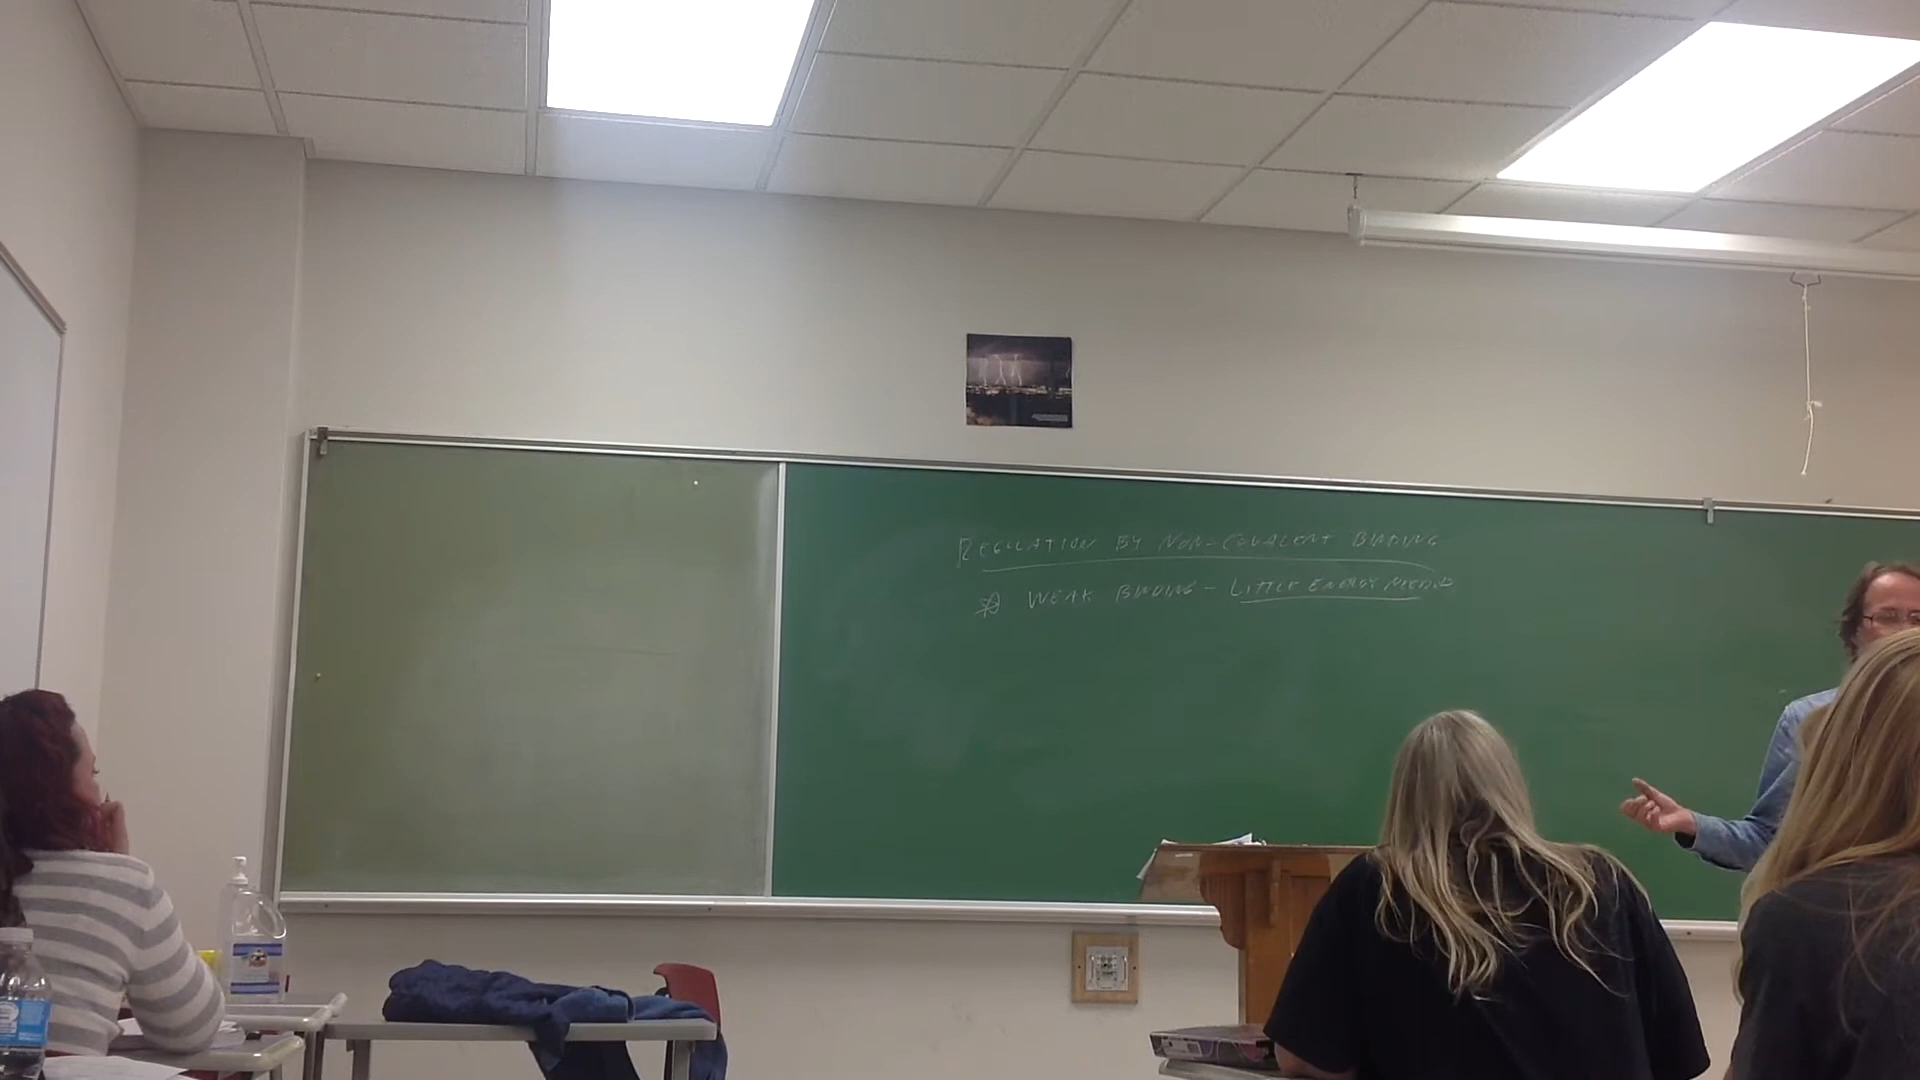 REGULATION BY NON-COVALENT BINDING
WEAK BINDING - LITTLE ENERGY NEEDED